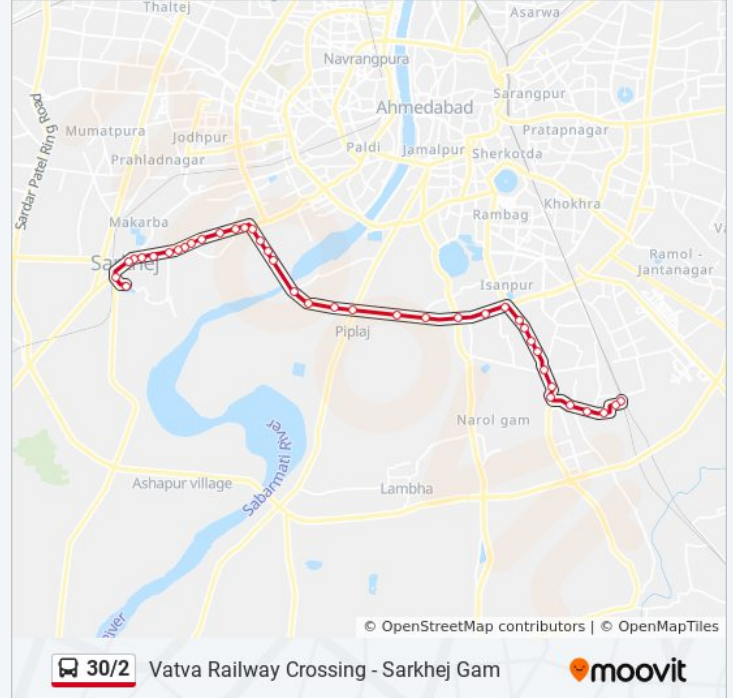 Thaltej
Asarwa
Navrangpura
Sarangpur
Ahmedabad
Sardar Patel Ring Road
Mumatpura
Jodhpur
Pratapnagar
Paldi
Jamalpur
Sherkotda
Prahladnagar
Khokhra
Rambag
Makarba
Va
Ramol -
Jantanagar
Sarkhej
Isanpur
Piplaj
Narol gam
Sabarmati River
Ashapur village
Lambha
River
© OpenStreetMap contributors | © OpenMapTiles
30/2 Vatva Railway Crossing - Sarkhej Gam
moovit